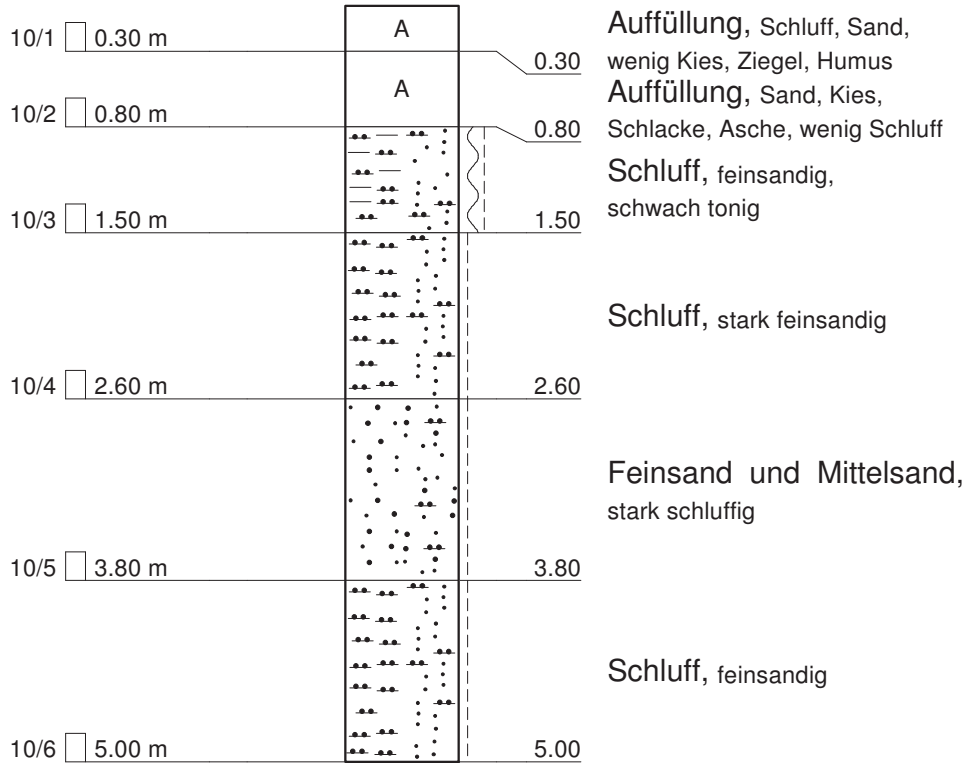 A
10/1 0.30 m
0.30
Auffüllung, Schluff, Sand,
wenig Kies, Ziegel, Humus
A
10/2 0.80 m
0.80
Auffüllung, Sand, Kies,
Schlacke, Asche, wenig Schluff
Schluff, feinsandig,
schwach tonig
10/3 1.50 m
1.50
Schluff, stark feinsandig
10/4 2.60 m
2.60
Feinsand und Mittelsand,
stark schluffig
10/5 3.80 m
3.80
Schluff, feinsandig
10/6 5.00 m
5.00